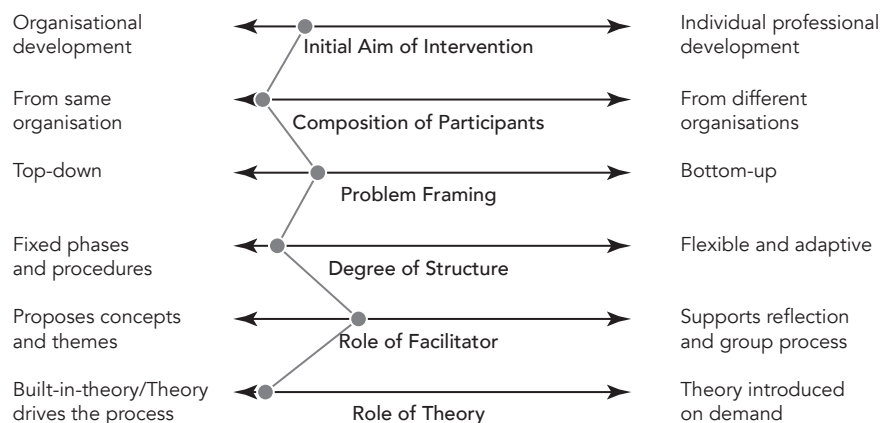 Organisational
development
Initial Aim of Intervention
Individual professional
development
From same
organisation
Composition of Participants
From different
organisations
Top-down
Problem Framing
Bottom-up
Fixed phases
and procedures
Degree of Structure
Flexible and adaptive
Proposes concepts
and themes
Role of Facilitator
Supports reflection
and group process
Built-in-theory/Theory
drives the process
Role of Theory
Theory introduced
on demand